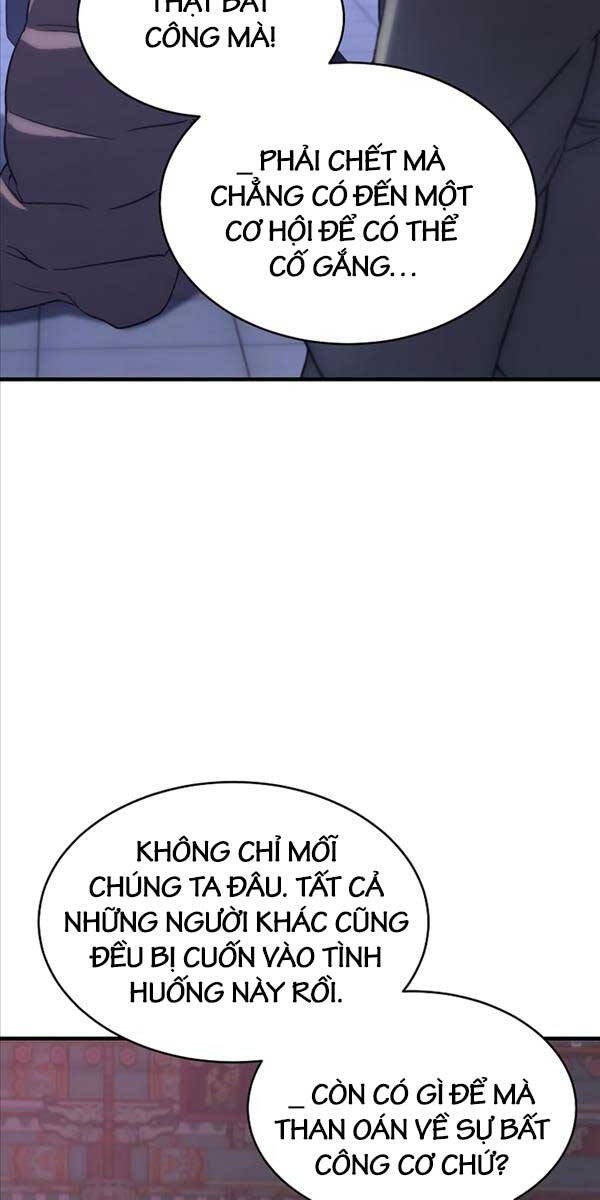 THẬT BẤT
CÔNG MÀ!
_ PHẢI CHẾT MÀ
CHẲNG CÓ ĐẾN MỘT
CƠ HỘI ĐỂ CÓ THỂ
CỐ GẮNG...
KHÔNG CHỈ MỖI
CHÚNG TA ĐÂU. TẤT CẢ
NHỮNG NGƯỜI KHÁC CŨNG
ĐỀU BỊ CUỐN VÀO TÌNH
HUỐNG NÀY RỒI.
_ CÒN CÓ GÌ ĐỂ MÀ
THAN OÁN VỀ SỰ BẤT
CÔNG CƠ CHỨ?